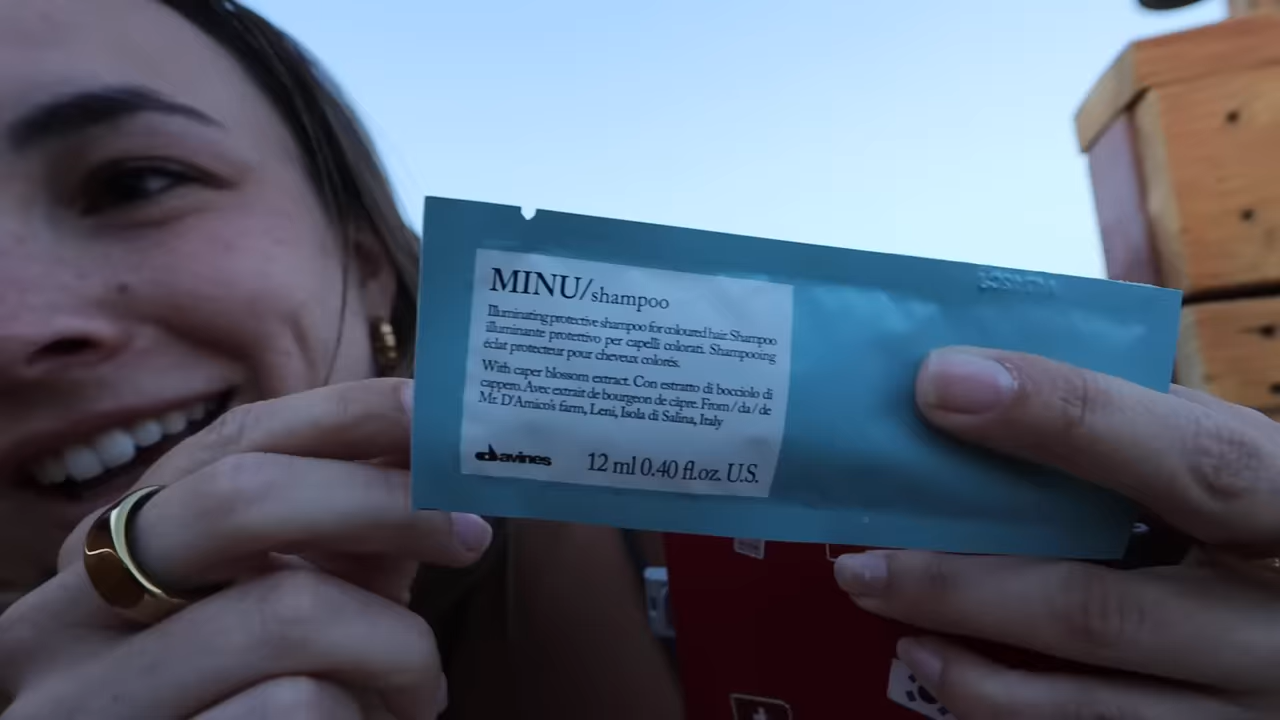 MINU/shampoo
Illuminating protective shampoo for coloured hair. Shampoo
illuminante protettivo per capelli colorati. Shampooing
éclat protecteur pour cheveux colorés.
With caper blossom extract. Con estratto di bocciolo di
cappero. Avec extrait de bourgeon de câpre. From/da/de
Mr. D'Amico's farm, Leni, Isola di Salina, Italy
davines 12 ml 0.40 fl.oz. U.S.